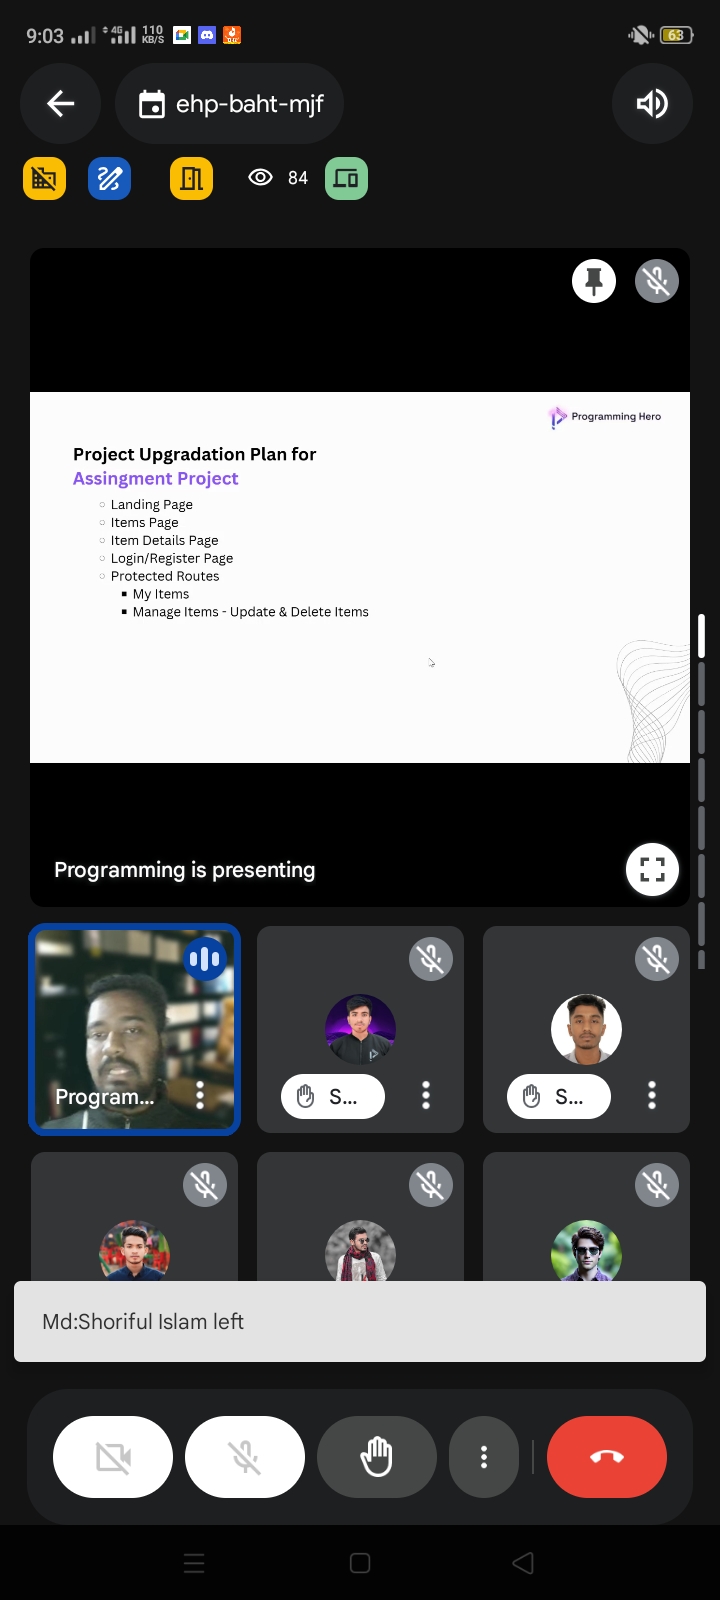 9:03 4G 110 KB/S 63
ehp-baht-mjf
84
Programming Hero
Project Upgradation Plan for
Assingment Project
Landing Page
Items Page
Item Details Page
Login/Register Page
Protected Routes
My Items
Manage Items - Update & Delete Items
Programming is presenting
Program...
S...
S...
Md:Shoriful Islam left